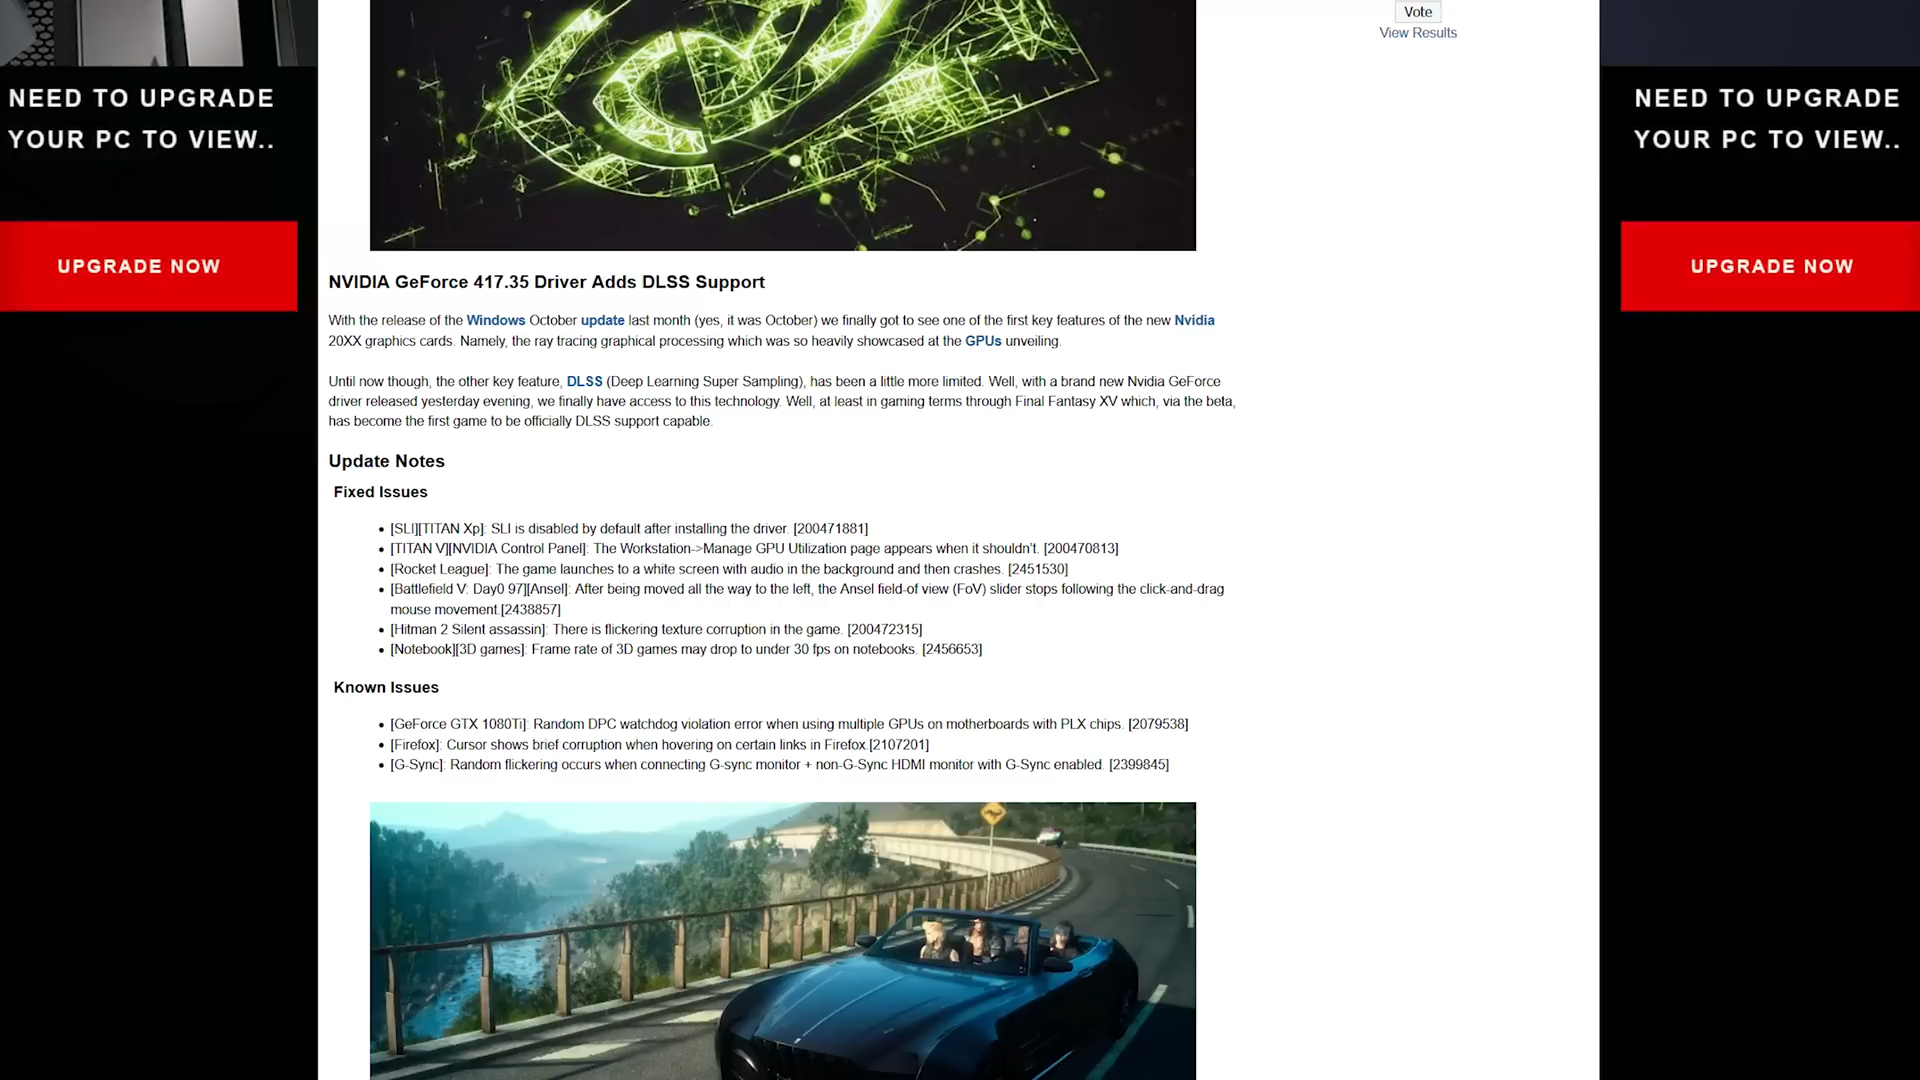 Vote
View Results
NEED TO UPGRADE
YOUR PC TO VIEW..
UPGRADE NOW
NEED TO UPGRADE
YOUR PC TO VIEW..
UPGRADE NOW
NVIDIA GeForce 417.35 Driver Adds DLSS Support
With the release of the Windows October update last month (yes, it was October) we finally got to see one of the first key features of the new Nvidia
20XX graphics cards. Namely, the ray tracing graphical processing which was so heavily showcased at the GPUs unveiling.
Until now though, the other key feature, DLSS (Deep Learning Super Sampling), has been a little more limited. Well, with a brand new Nvidia GeForce
driver released yesterday evening, we finally have access to this technology. Well, at least in gaming terms through Final Fantasy XV which, via the beta,
has become the first game to be officially DLSS support capable.
Update Notes
Fixed Issues
• [SLI][TITAN Xp]: SLI is disabled by default after installing the driver. [200471881]
• [TITAN V][NVIDIA Control Panel]: The Workstation->Manage GPU Utilization page appears when it shouldn't. [200470813]
• [Rocket League]: The game launches to a white screen with audio in the background and then crashes. [2451530]
• [Battlefield V: Day0 97][Ansel]: After being moved all the way to the left, the Ansel field-of view (FoV) slider stops following the click-and-drag
mouse movement.[2438857]
• [Hitman 2 Silent assassin]: There is flickering texture corruption in the game. [200472315]
• [Notebook][3D games]: Frame rate of 3D games may drop to under 30 fps on notebooks. [2456653]
Known Issues
• [GeForce GTX 1080Ti]: Random DPC watchdog violation error when using multiple GPUs on motherboards with PLX chips. [2079538]
• [Firefox]: Cursor shows brief corruption when hovering on certain links in Firefox.[2107201]
• [G-Sync]: Random flickering occurs when connecting G-sync monitor + non-G-Sync HDMI monitor with G-Sync enabled. [2399845]